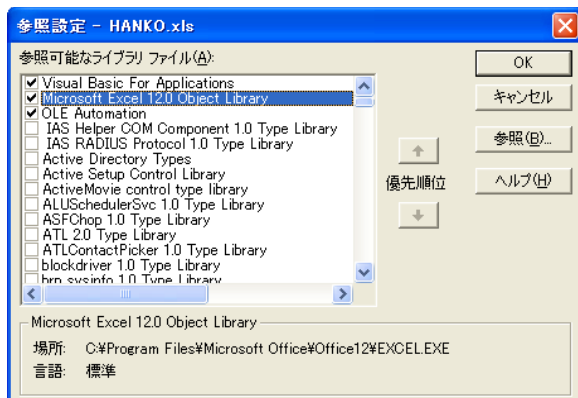 参照設定 - HANKO.xls
参照可能なライブラリ ファイル(A):
Visual Basic For Applications
Microsoft Excel 12.0 Object Library
OLE Automation
IAS Helper COM Component 1.0 Type Library
IAS RADIUS Protocol 1.0 Type Library
Active Directory Types
Active Setup Control Library
ActiveMovie control type library
ALUSchedulerSvc 1.0 Type Library
ASFChop 1.0 Type Library
ATL 2.0 Type Library
ATLContactPicker 1.0 Type Library
blockdriver 1.0 Type Library
brp sysinfo 1.0 Type Library
優先順位
OK
キャンセル
参照(B)...
ヘルプ(H)
Microsoft Excel 12.0 Object Library
場所: C:¥Program Files¥Microsoft Office¥Office12¥EXCEL.EXE
言語: 標準